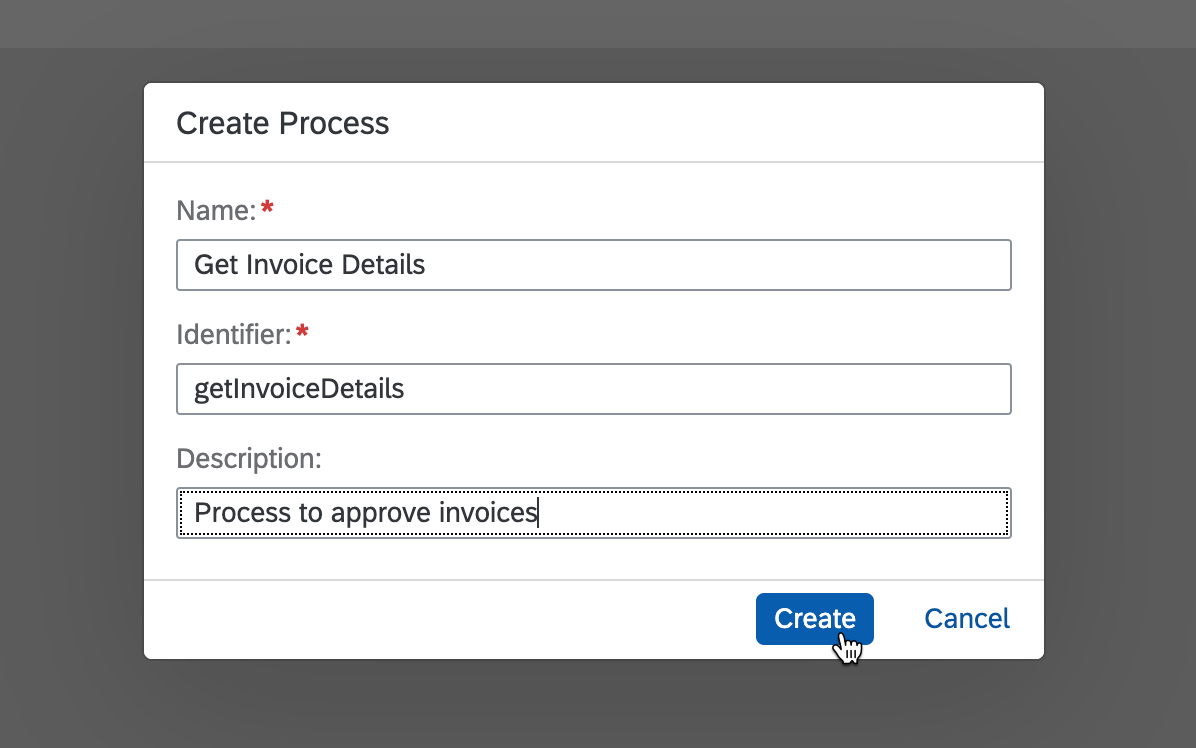 Create Process
Name:*
Get Invoice Details
Identifier:*
getInvoiceDetails
Description:
Process to approve invoices
Create Cancel